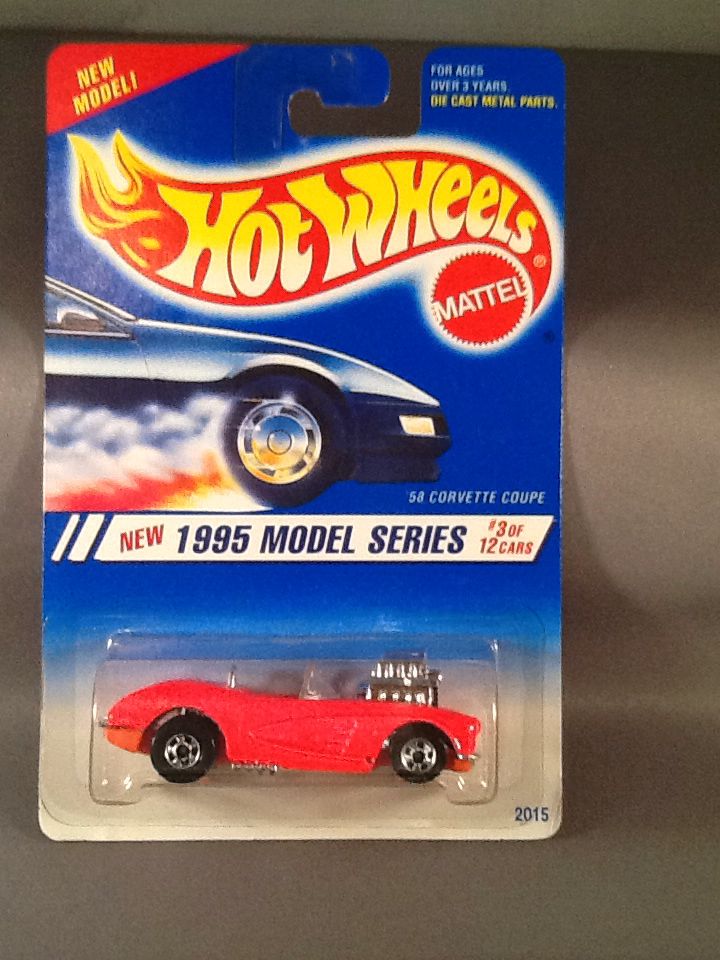 NEW
MODEL!
FOR AGES
OVER 3 YEARS.
DIE CAST METAL PARTS.
HOT WHEELS®
MATTEL
®
58 CORVETTE COUPE
NEW 1995 MODEL SERIES #3 OF
12 CARS
2015